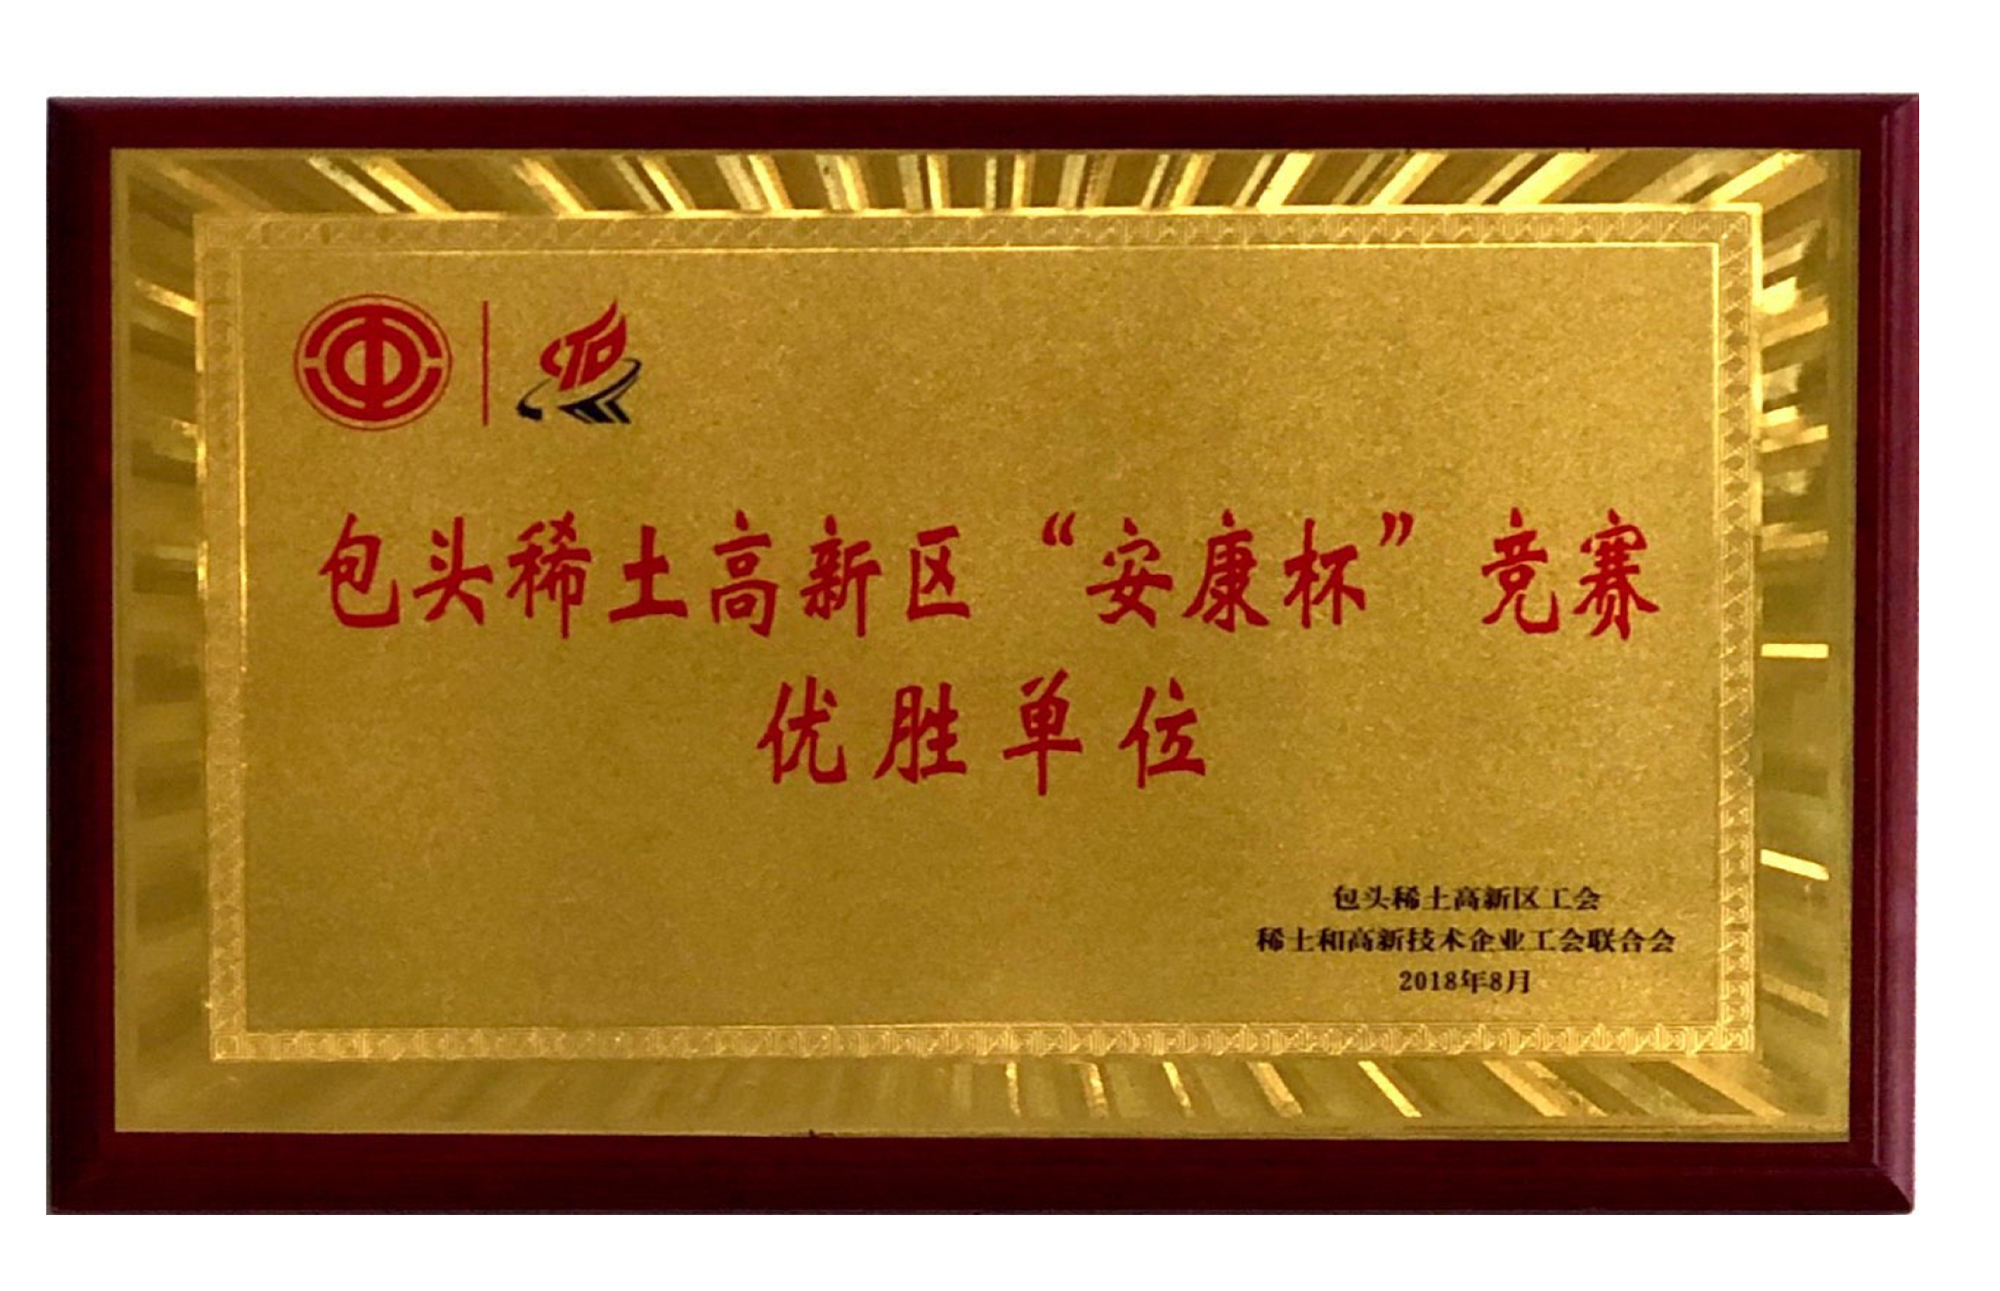 包头稀土高新区“安康杯”竞赛
优胜单位
包头稀土高新区工会
稀土和高新技术企业工会联合会
2018年8月